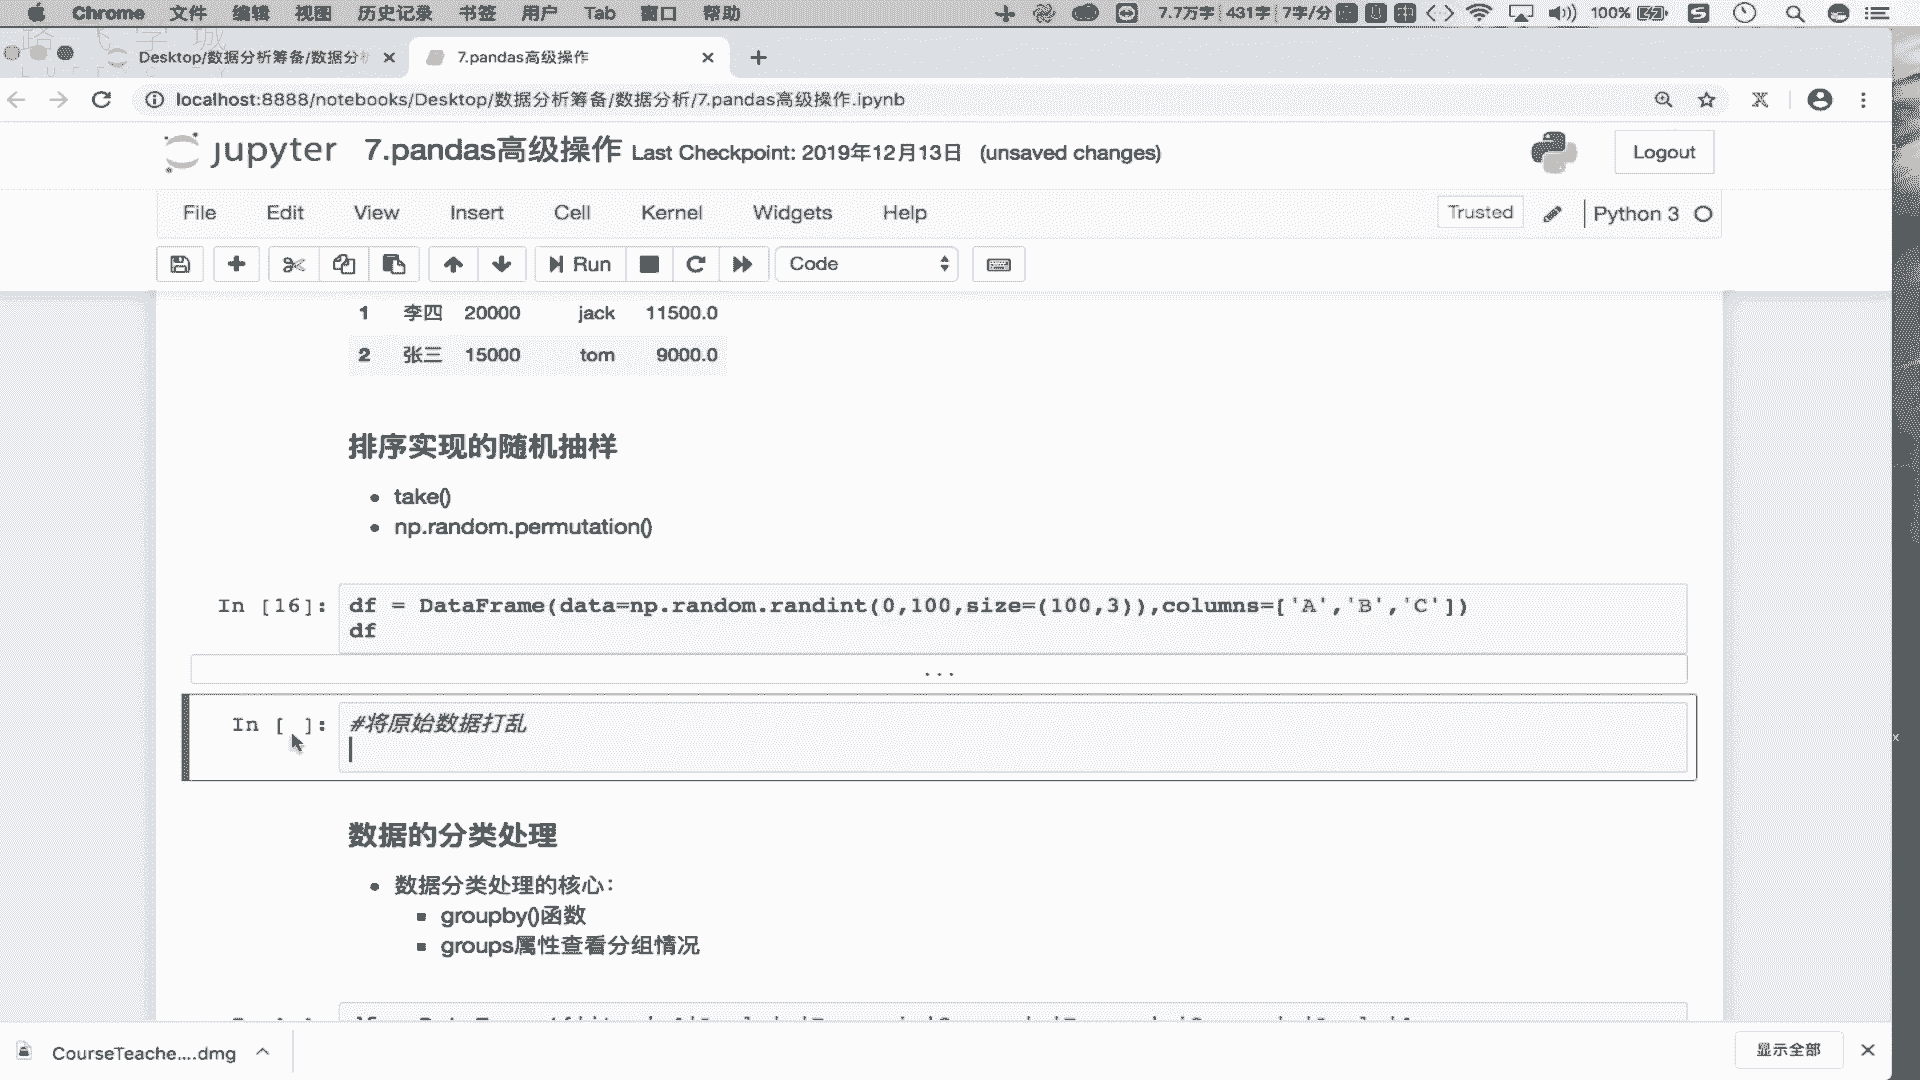 Chrome 文件 编辑 视图 历史记录 书签 用户 Tab 窗口 帮助 7.7万字 431字 7字/分 100%
Desktop/数据分析筹备/数据分析 7.pandas高级操作
localhost:8888/notebooks/Desktop/数据分析筹备/数据分析/7.pandas高级操作.ipynb
jupyter 7.pandas高级操作 Last Checkpoint: 2019年12月13日 (unsaved changes) Logout
File Edit View Insert Cell Kernel Widgets Help Trusted Python 3
Run Code
1 李四 20000 jack 11500.0
2 张三 15000 tom 9000.0
排序实现的随机抽样
take()
np.random.permutation()
In [16]: df = DataFrame(data=np.random.randint(0,100,size=(100,3)),columns=['A','B','C'])
df
...
In [ ]: #将原始数据打乱
数据的分类处理
数据分类处理的核心：
groupby()函数
groups属性查看分组情况
CourseTeache....dmg 显示全部